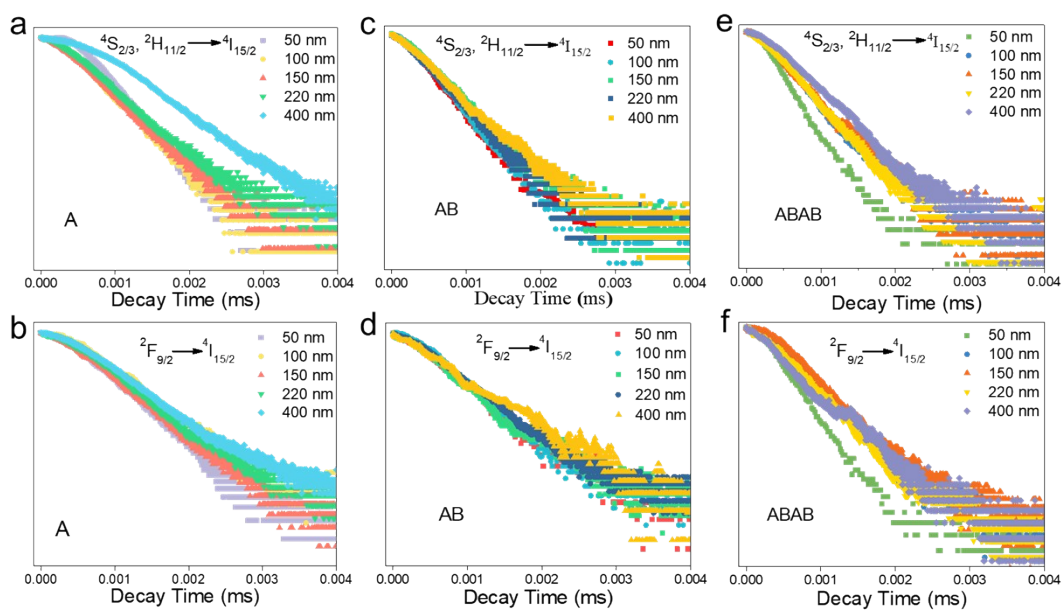 a
⁴S₂/₃, ²H₁₁/₂ → ⁴I₁₅/₂
50 nm
100 nm
150 nm
220 nm
400 nm
A
0.000 0.001 0.002 0.003 0.004
Decay Time (ms)
c
⁴S₂/₃, ²H₁₁/₂ → ⁴I₁₅/₂
50 nm
100 nm
150 nm
220 nm
400 nm
AB
0.000 0.001 0.002 0.003 0.004
Decay Time (ms)
e
⁴S₂/₃, ²H₁₁/₂ → ⁴I₁₅/₂
50 nm
100 nm
150 nm
220 nm
400 nm
ABAB
0.000 0.001 0.002 0.003 0.004
Decay Time (ms)
b
²F₉/₂ → ⁴I₁₅/₂
50 nm
100 nm
150 nm
220 nm
400 nm
A
0.000 0.001 0.002 0.003 0.004
Decay Time (ms)
d
²F₉/₂ → ⁴I₁₅/₂
50 nm
100 nm
150 nm
220 nm
400 nm
AB
0.000 0.001 0.002 0.003 0.004
Decay Time (ms)
f
²F₉/₂ → ⁴I₁₅/₂
50 nm
100 nm
150 nm
220 nm
400 nm
ABAB
0.000 0.001 0.002 0.003 0.004
Decay Time (ms)